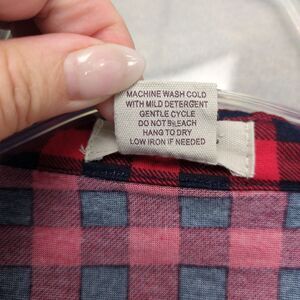 MACHINE WASH COLD
WITH MILD DETERGENT
GENTLE CYCLE
DO NOT BLEACH
HANG TO DRY
LOW IRON IF NEEDED